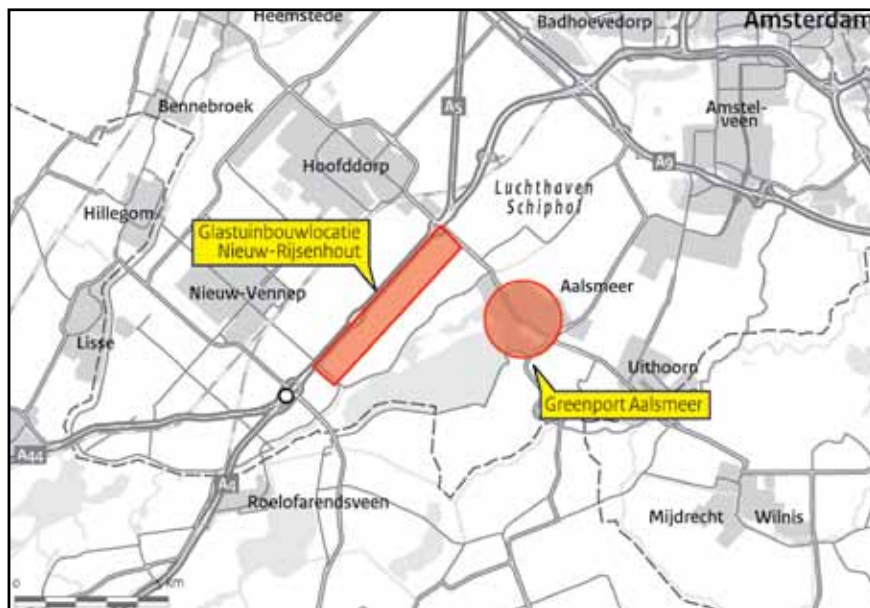 Heemstede
Badhoevedorp
Amsterdam
Bennebroek
A5
Amstel-
veen
Hoofddorp
A9
Luchthaven
Schiphol
Hillegom
Glastuinbouwlocatie
Nieuw-Rijsenhout
Aalsmeer
Nieuw-Vennep
Lisse
Uithoorn
Greenport Aalsmeer
A44
A4
Roelofarendsveen
Mijdrecht
Wilnis
0
km